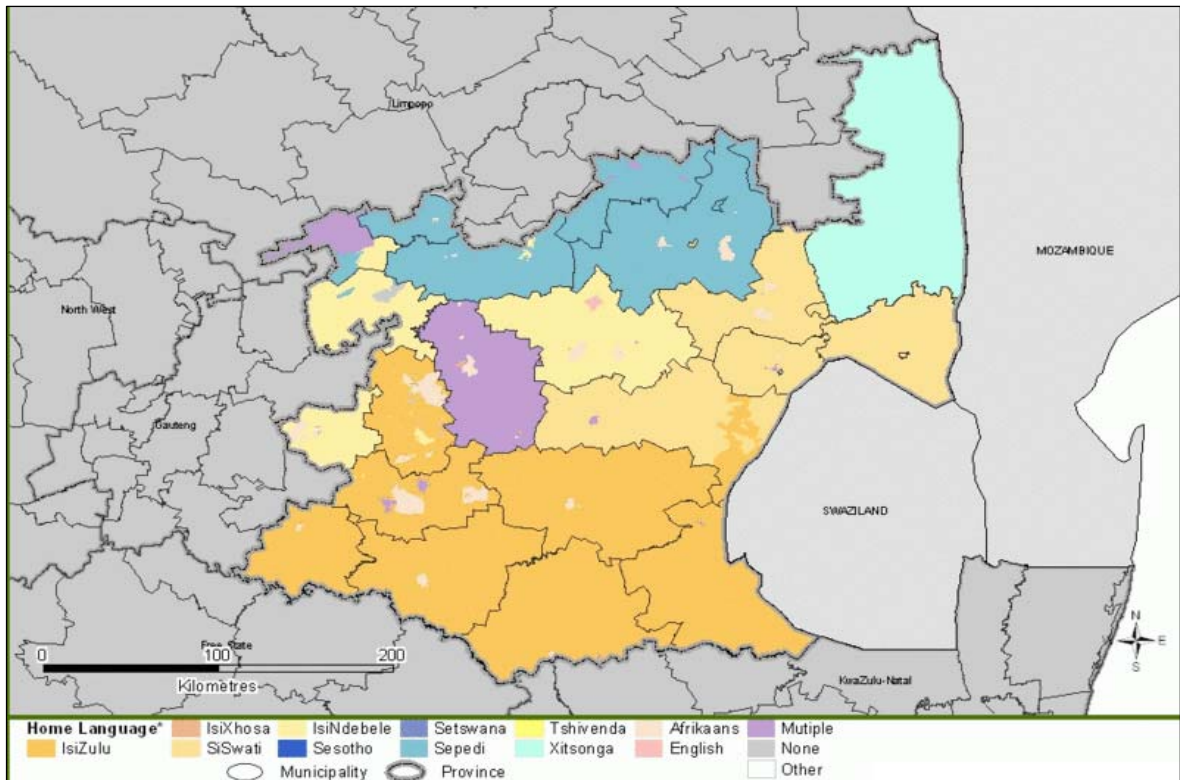 Limpopo
MOZAMBIQUE
North West
Gauteng
SWAZILAND
Free State
0 100 200
Kilomètres
KwaZulu-Natal
N
E
S
Home Language* IsiXhosa IsiNdebele Setswana Tshivenda Afrikaans Mutiple
IsiZulu SiSwati Sesotho Sepedi Xitsonga English None
Municipality Province Other